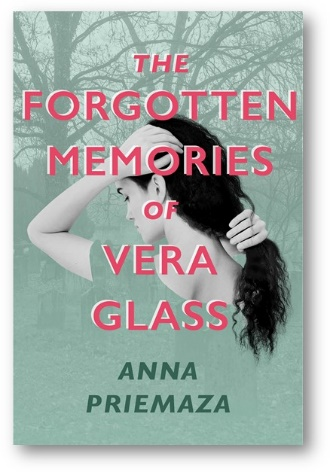 THE
FORGOTTEN
MEMORIES
OF
VERA
GLASS
ANNA
PRIEMAZA